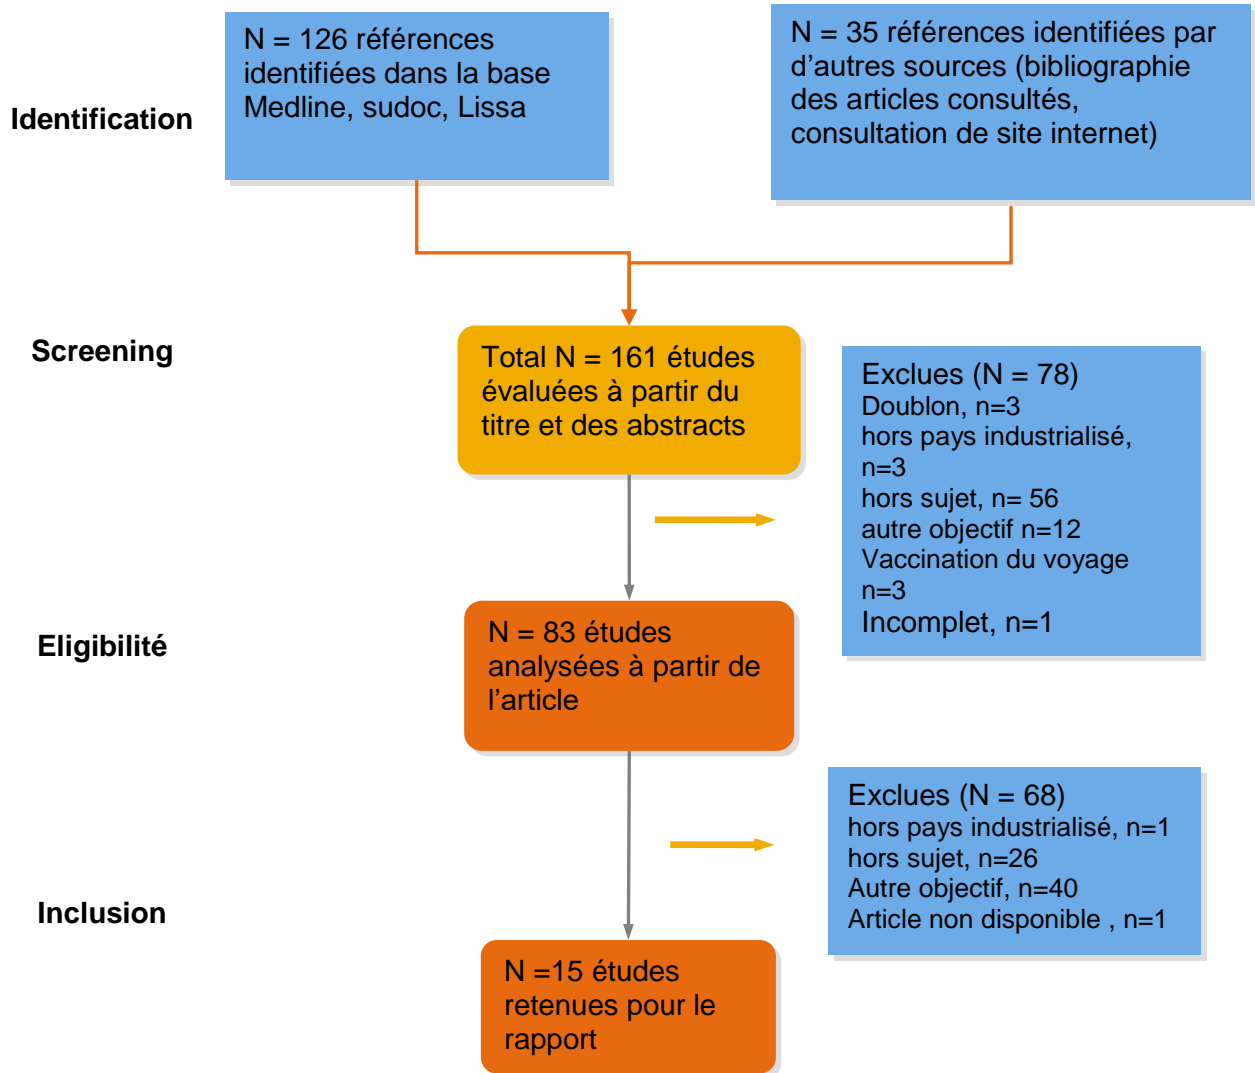 Identification
N = 126 références
identifiées dans la base
Medline, sudoc, Lissa
N = 35 références identifiées par
d’autres sources (bibliographie
des articles consultés,
consultation de site internet)
Screening
Total N = 161 études
évaluées à partir du
titre et des abstracts
Exclues (N = 78)
Doublon, n=3
hors pays industrialisé,
n=3
hors sujet, n= 56
autre objectif n=12
Vaccination du voyage
n=3
Incomplet, n=1
Eligibilité
N = 83 études
analysées à partir de
l’article
Exclues (N = 68)
hors pays industrialisé, n=1
hors sujet, n=26
Autre objectif, n=40
Article non disponible , n=1
Inclusion
N =15 études
retenues pour le
rapport